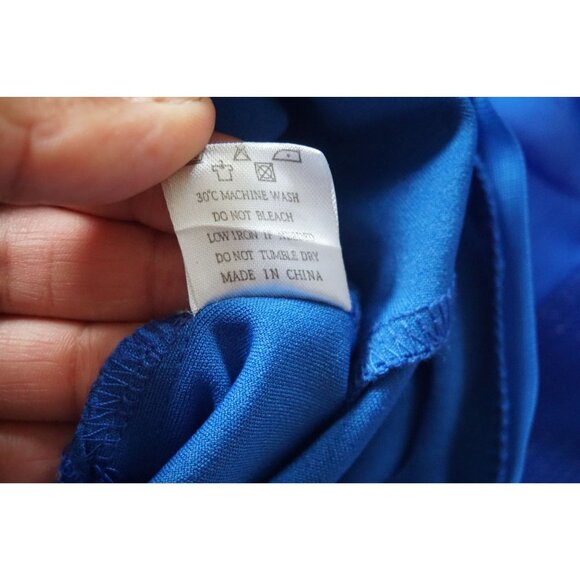 30°C MACHINE WASH
DO NOT BLEACH
LOW IRON IF NEEDED
DO NOT TUMBLE DRY
MADE IN CHINA